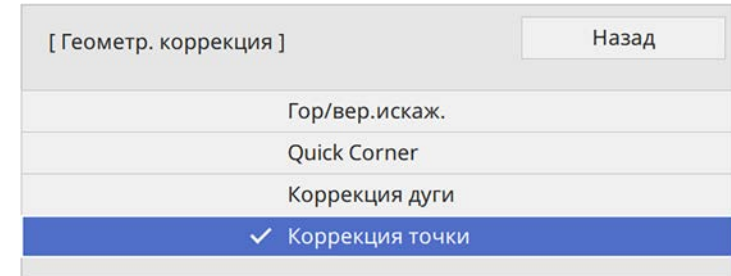 [ Геометр. коррекция ]
Назад
Гор/вер.искаж.
Quick Corner
Коррекция дуги
Коррекция точки